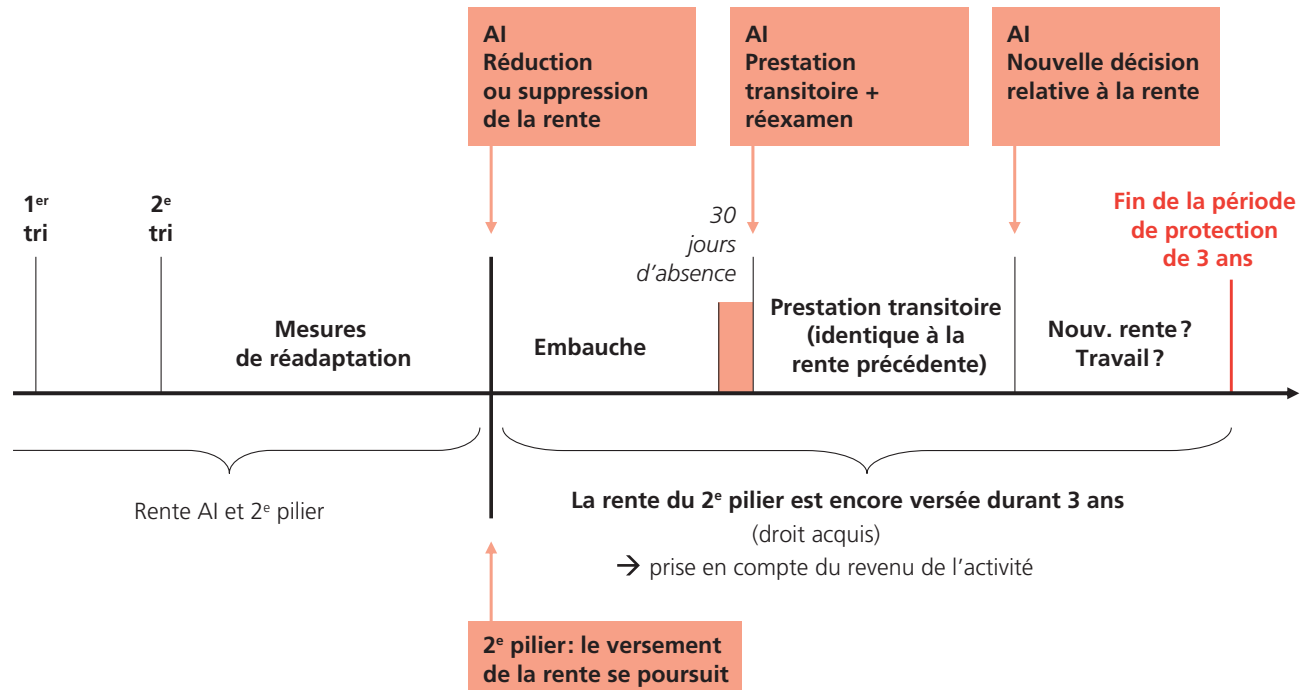 AI
Réduction
ou suppression
de la rente
AI
Prestation
transitoire +
réexamen
AI
Nouvelle décision
relative à la rente
1er
tri
2e
tri
30
jours
d’absence
Fin de la période
de protection
de 3 ans
Mesures
de réadaptation
Embauche
Prestation transitoire
(identique à la
rente précédente)
Nouv. rente ?
Travail ?
Rente AI et 2e pilier
La rente du 2e pilier est encore versée durant 3 ans
(droit acquis)
→ prise en compte du revenu de l’activité
2e pilier : le versement
de la rente se poursuit